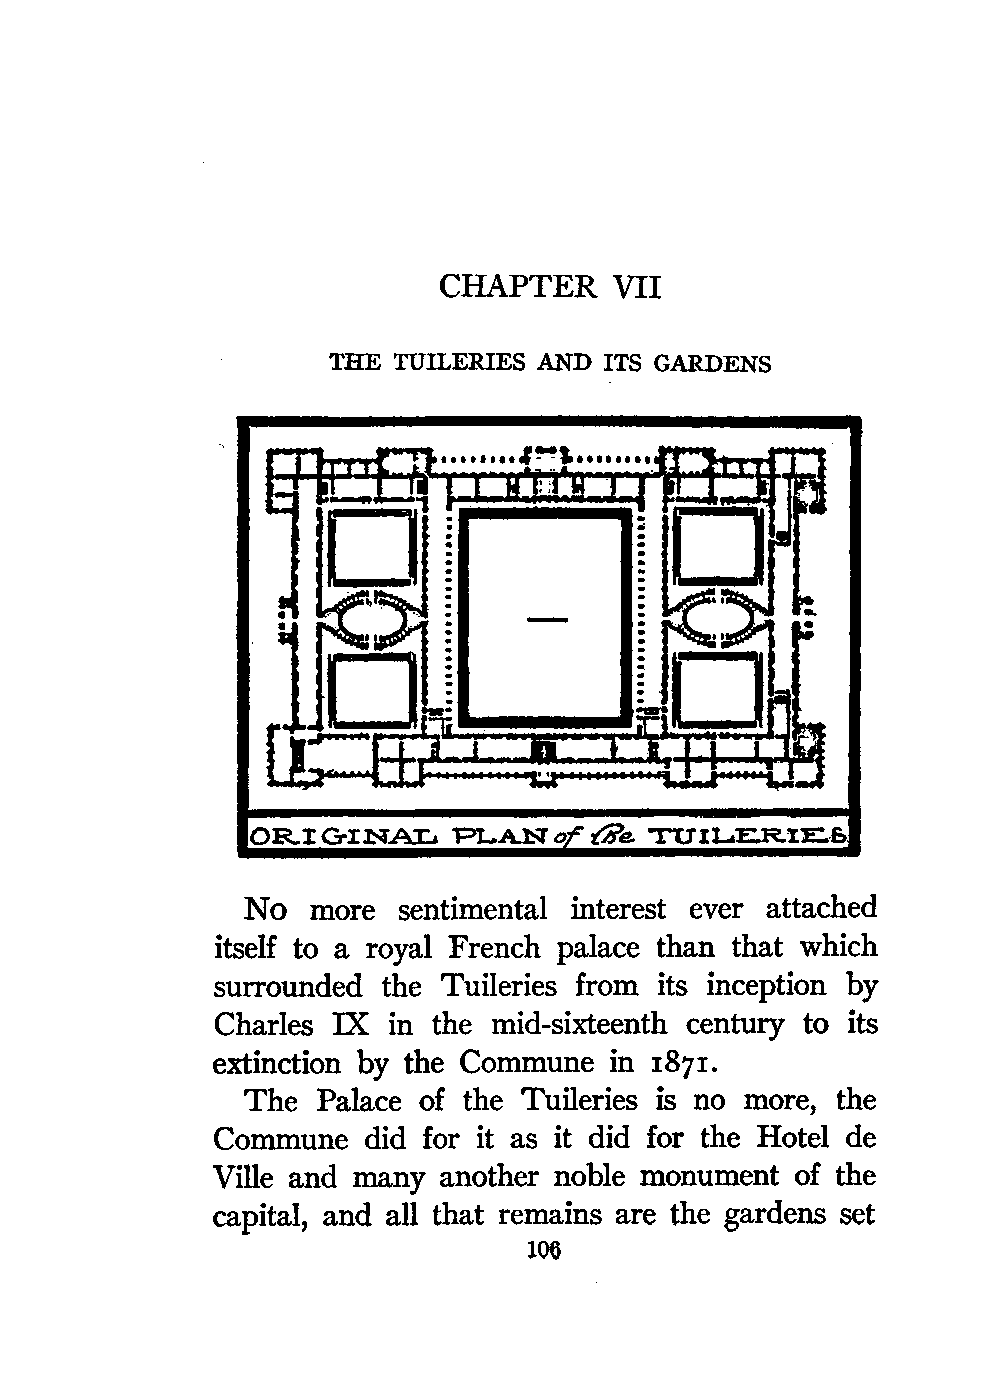 CHAPTER VII
THE TUILERIES AND ITS GARDENS
ORIGINAL PLAN of the TUILERIES
No more sentimental interest ever attached
itself to a royal French palace than that which
surrounded the Tuileries from its inception by
Charles IX in the mid-sixteenth century to its
extinction by the Commune in 1871.
The Palace of the Tuileries is no more, the
Commune did for it as it did for the Hotel de
Ville and many another noble monument of the
capital, and all that remains are the gardens set
106